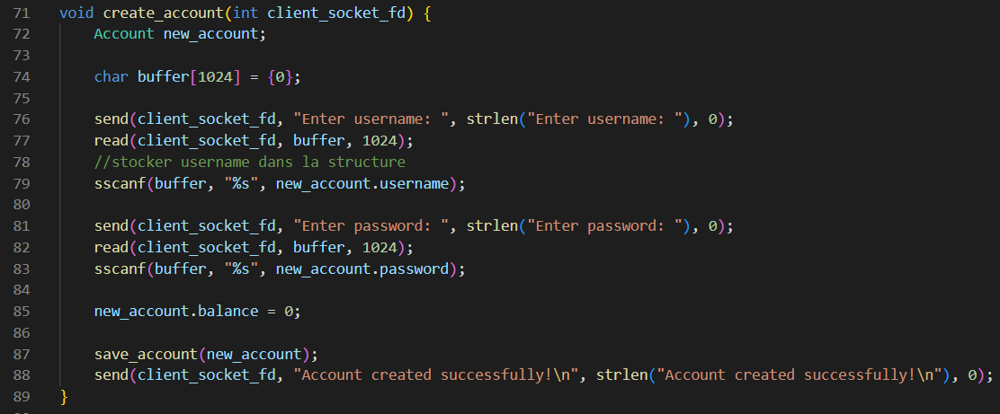 71 void create_account(int client_socket_fd) {
72 Account new_account;
73
74 char buffer[1024] = {0};
75
76 send(client_socket_fd, "Enter username: ", strlen("Enter username: "), 0);
77 read(client_socket_fd, buffer, 1024);
78 //stocker username dans la structure
79 sscanf(buffer, "%s", new_account.username);
80
81 send(client_socket_fd, "Enter password: ", strlen("Enter password: "), 0);
82 read(client_socket_fd, buffer, 1024);
83 sscanf(buffer, "%s", new_account.password);
84
85 new_account.balance = 0;
86
87 save_account(new_account);
88 send(client_socket_fd, "Account created successfully!\n", strlen("Account created successfully!\n"), 0);
89 }